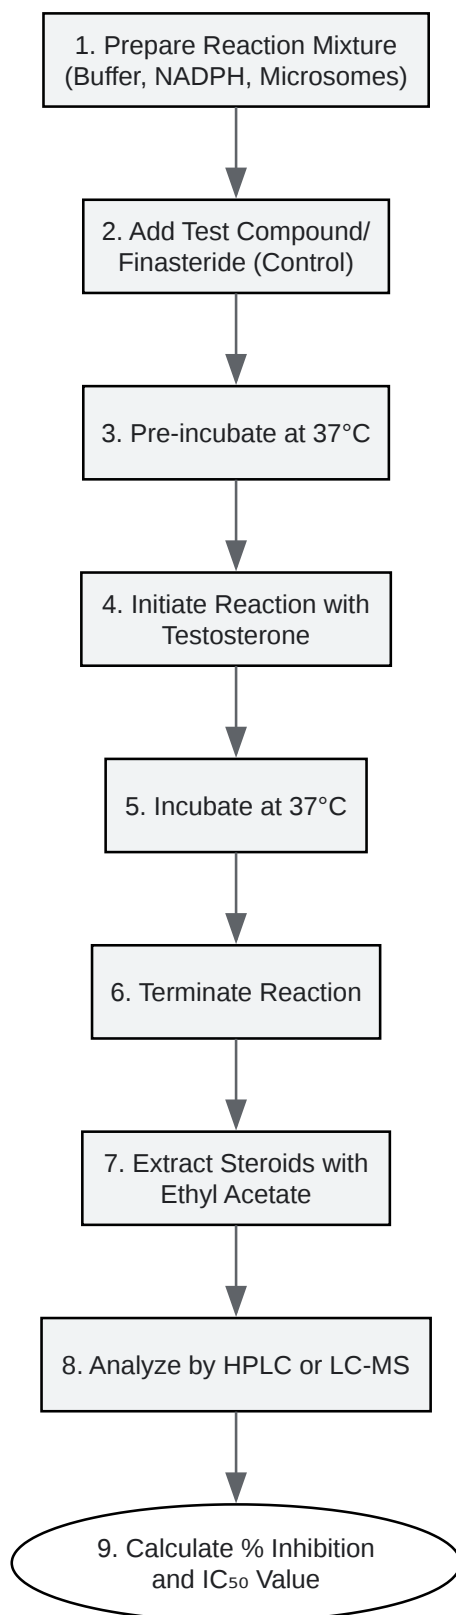 1. Prepare Reaction Mixture
(Buffer, NADPH, Microsomes)
2. Add Test Compound/
Finasteride (Control)
3. Pre-incubate at 37°C
4. Initiate Reaction with
Testosterone
5. Incubate at 37°C
6. Terminate Reaction
7. Extract Steroids with
Ethyl Acetate
8. Analyze by HPLC or LC-MS
9. Calculate % Inhibition
and IC₅₀ Value